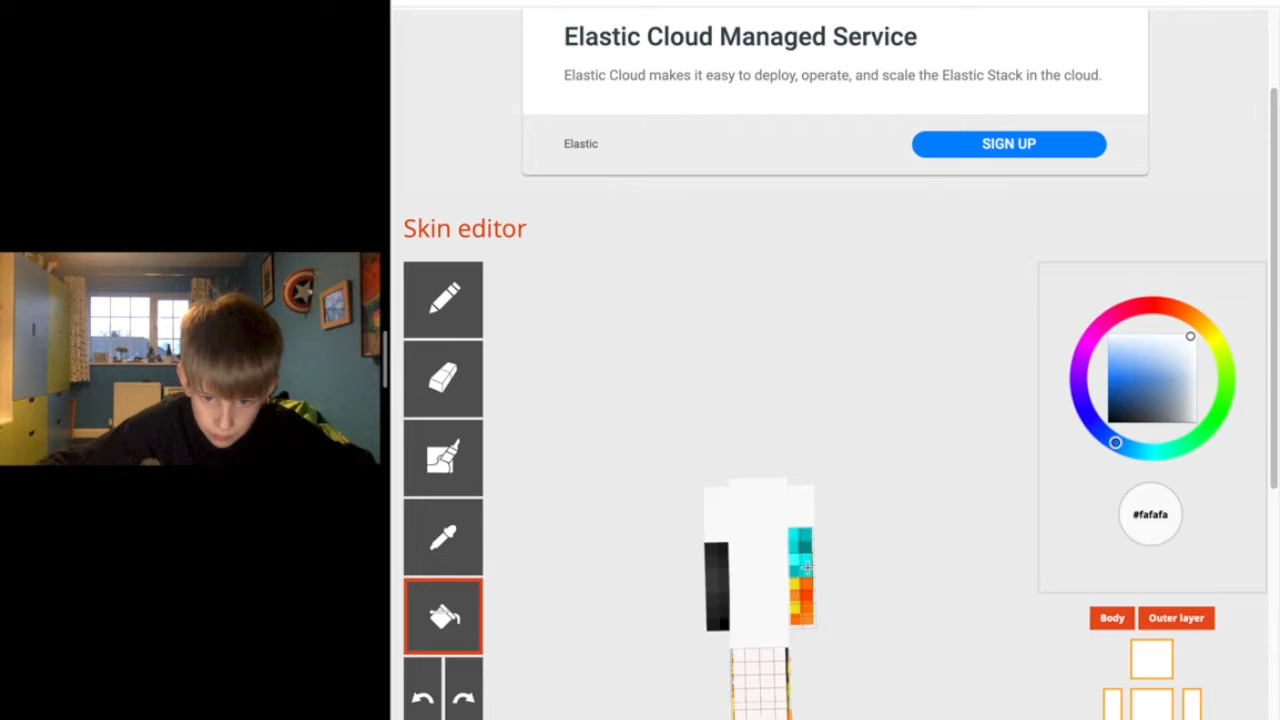 Elastic Cloud Managed Service
Elastic Cloud makes it easy to deploy, operate, and scale the Elastic Stack in the cloud.
Elastic
SIGN UP
Skin editor
#fafafa
Body
Outer layer